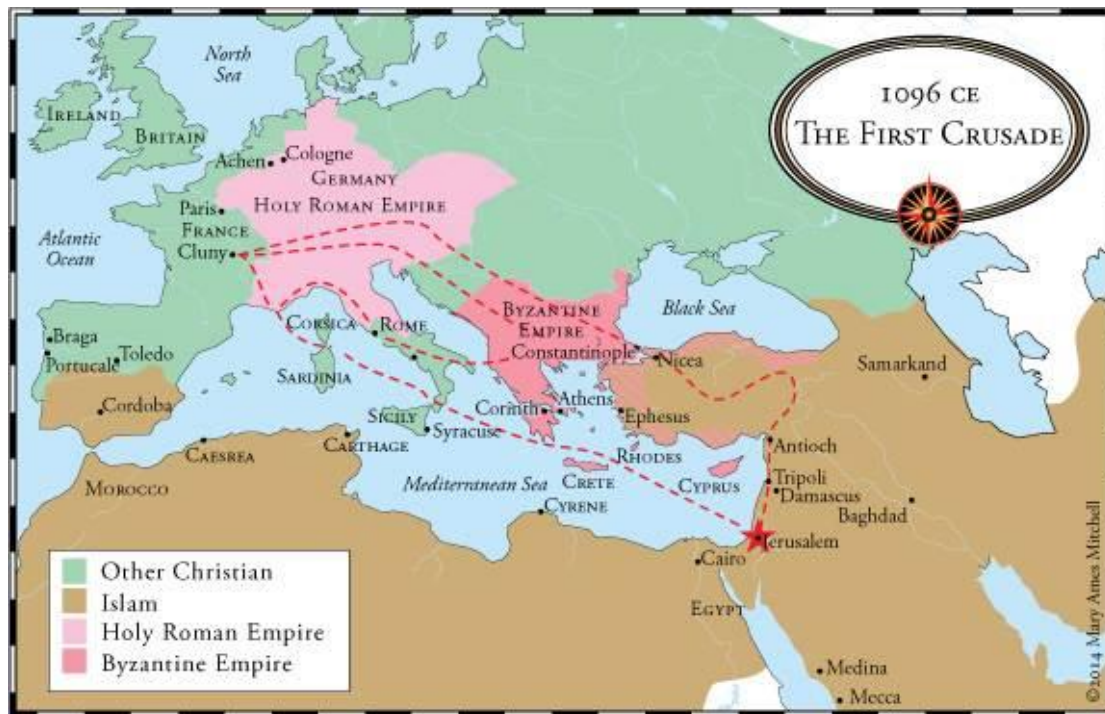 1096 CE
THE FIRST CRUSADE
North
Sea
IRELAND
BRITAIN
Achen
Cologne
GERMANY
HOLY ROMAN EMPIRE
Paris
FRANCE
Cluny
Atlantic
Ocean
Braga
Portucale
Toledo
Cordoba
CORSICA
ROME
SARDINIA
SICILY
Syracuse
BYZANTINE
EMPIRE
Constantinople
Black Sea
Nicea
Samarkand
Corinth
Athens
Ephesus
CAESREA
CARTHAGE
MOROCCO
Mediterranean Sea
RHODES
CRETE
CYPRUS
CYRENE
Antioch
Tripoli
Damascus
Baghdad
Jerusalem
Cairo
EGYPT
Medina
Mecca
Other Christian
Islam
Holy Roman Empire
Byzantine Empire
©2014 Mary Ames Mitchell